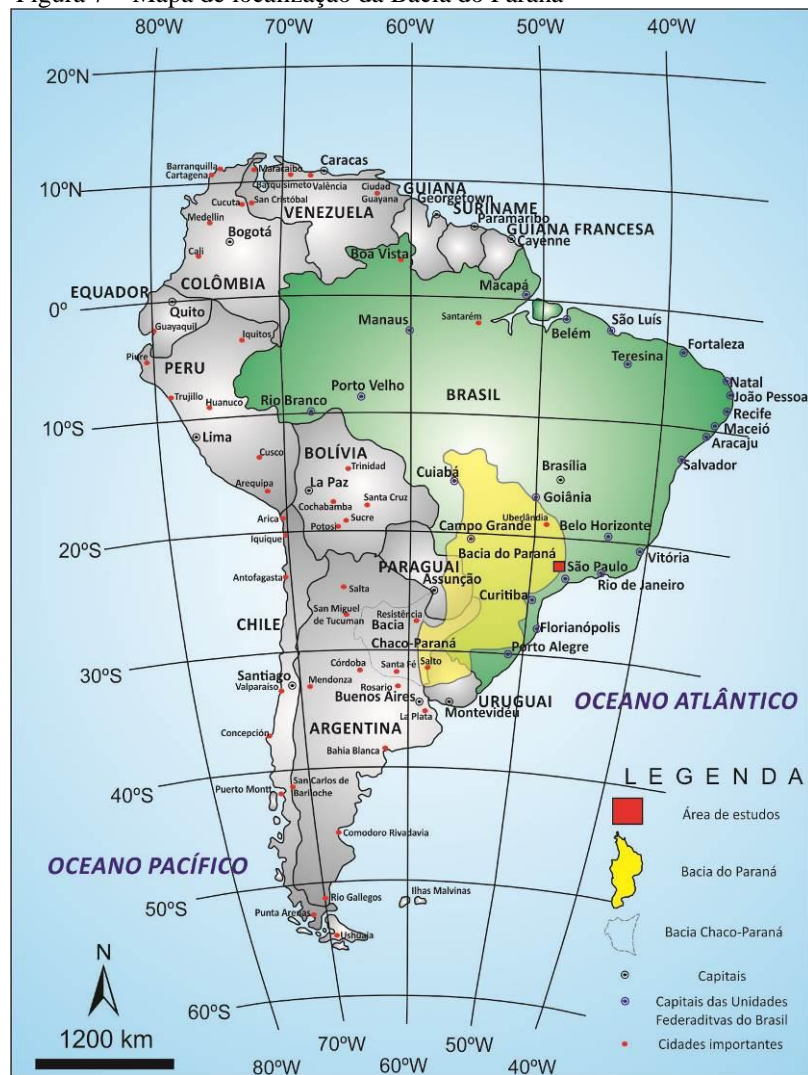 Figura 7 – Mapa de localização da Bacia do Paraná
80ºW 70ºW 60ºW 50ºW 40ºW
20ºN
10ºN
0º
10ºS
20ºS
30ºS
40ºS
50ºS
60ºS
Barranquilla
Cartagena
Maracaibo
Caracas
Barquisimeto
València
Ciudad
Guayana
Cucuta
San Cristóbal
VENEZUELA
GUIANA
Georgetown
SURINAME
Paramaribo
GUIANA FRANCESA
Cayenne
Medellin
Bogotá
Cali
COLÔMBIA
Boa Vista
EQUADOR
Quito
Guayaquil
Macapá
Iquitos
Manaus
Santarém
Belém
São Luís
Fortaleza
Teresina
Piure
PERU
Trujillo
Huanuco
Rio Branco
Porto Velho
BRASIL
Natal
João Pessoa
Recife
Maceió
Aracaju
Salvador
Lima
Cusco
BOLÍVIA
Trinidad
Cuiabá
Brasília
Arequipa
La Paz
Santa Cruz
Cochabamba
Goiânia
Arica
Sucre
Potosi
Campo Grande
Uberlândia
Belo Horizonte
Iquique
Bacia do Paraná
Vitória
Antofagasta
PARAGUAI
Assunção
São Paulo
Rio de Janeiro
Salta
Curitiba
CHILE
San Miguel
de Tucuman
Resistência
Bacia
Chaco-Paraná
Florianópolis
Porto Alegre
Córdoba
Santa Fé
Salto
Santiago
Valparaíso
Mendonza
Rosario
Buenos Aires
URUGUAI
Montevidéu
La Plata
OCEANO ATLÂNTICO
Concepción
ARGENTINA
Bahia Blanca
Puerto Montt
San Carlos de
Bariloche
Comodoro Rivadavia
OCEANO PACÍFICO
Rio Gallegos
Ilhas Malvinas
Punta Arenas
Ushuaia
LEGENDA
Área de estudos
Bacia do Paraná
Bacia Chaco-Paraná
Capitais
Capitais das Unidades
Federaditvas do Brasil
Cidades importantes
N
1200 km
80ºW 70ºW 60ºW 50ºW 40ºW